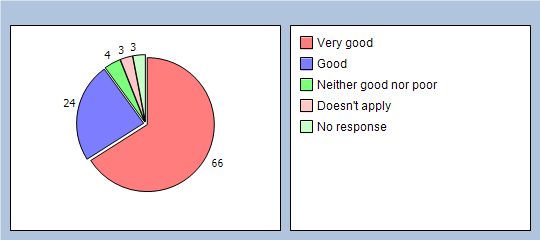 4 3 3
24
66
Very good
Good
Neither good nor poor
Doesn't apply
No response